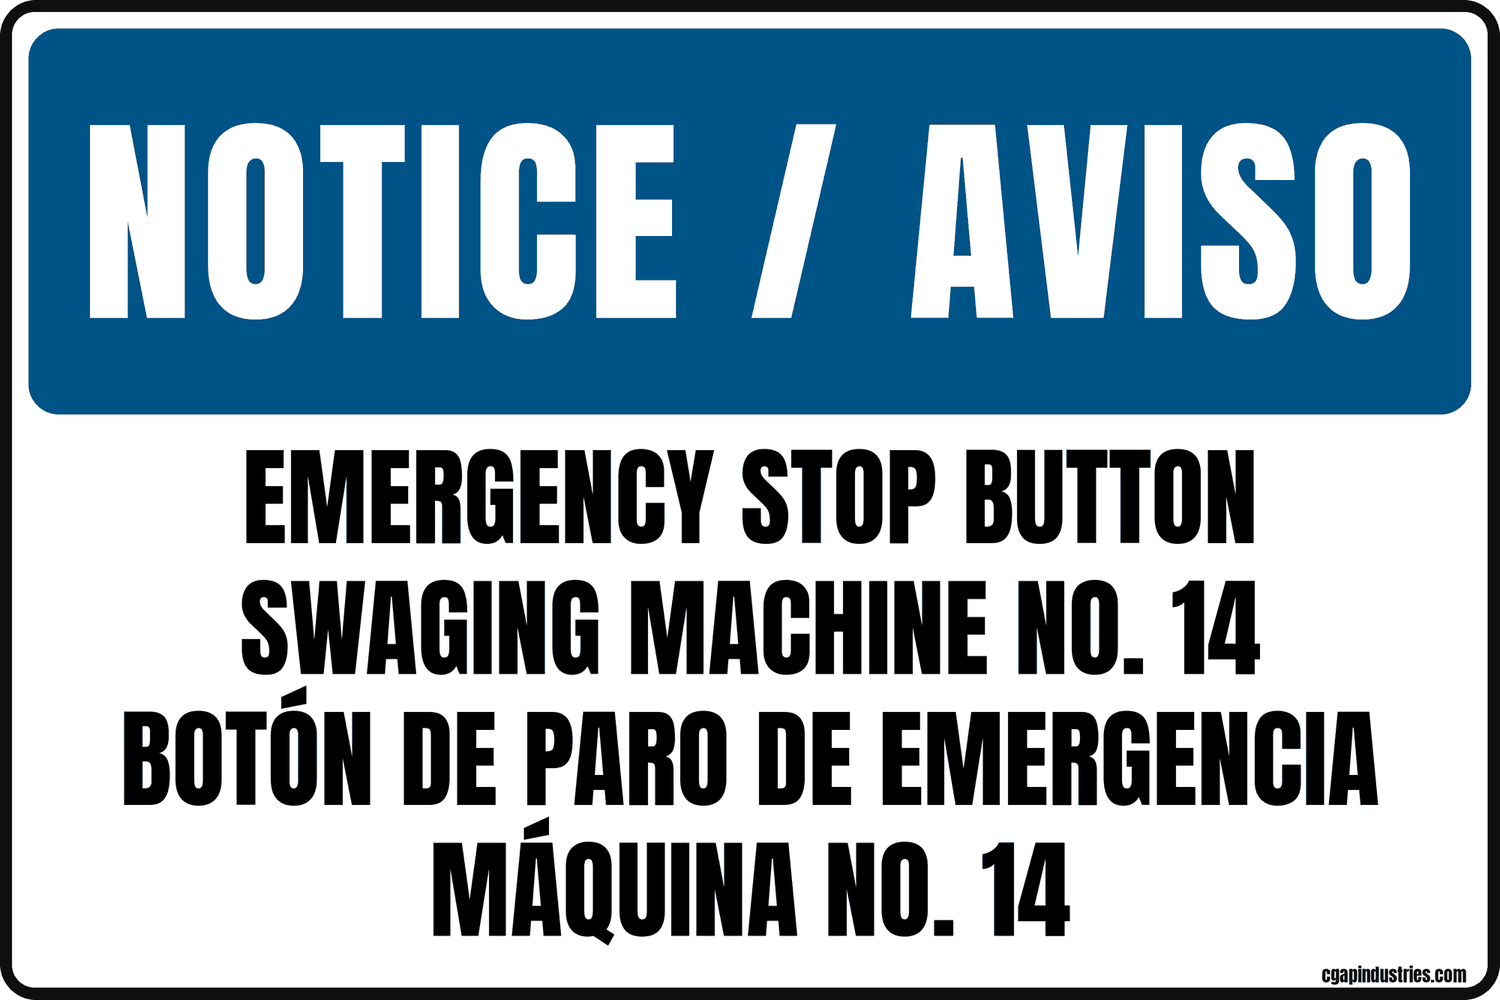 NOTICE / AVISO
EMERGENCY STOP BUTTON
SWAGING MACHINE NO. 14
BOTÓN DE PARO DE EMERGENCIA
MÁQUINA NO. 14
cgapindustries.com